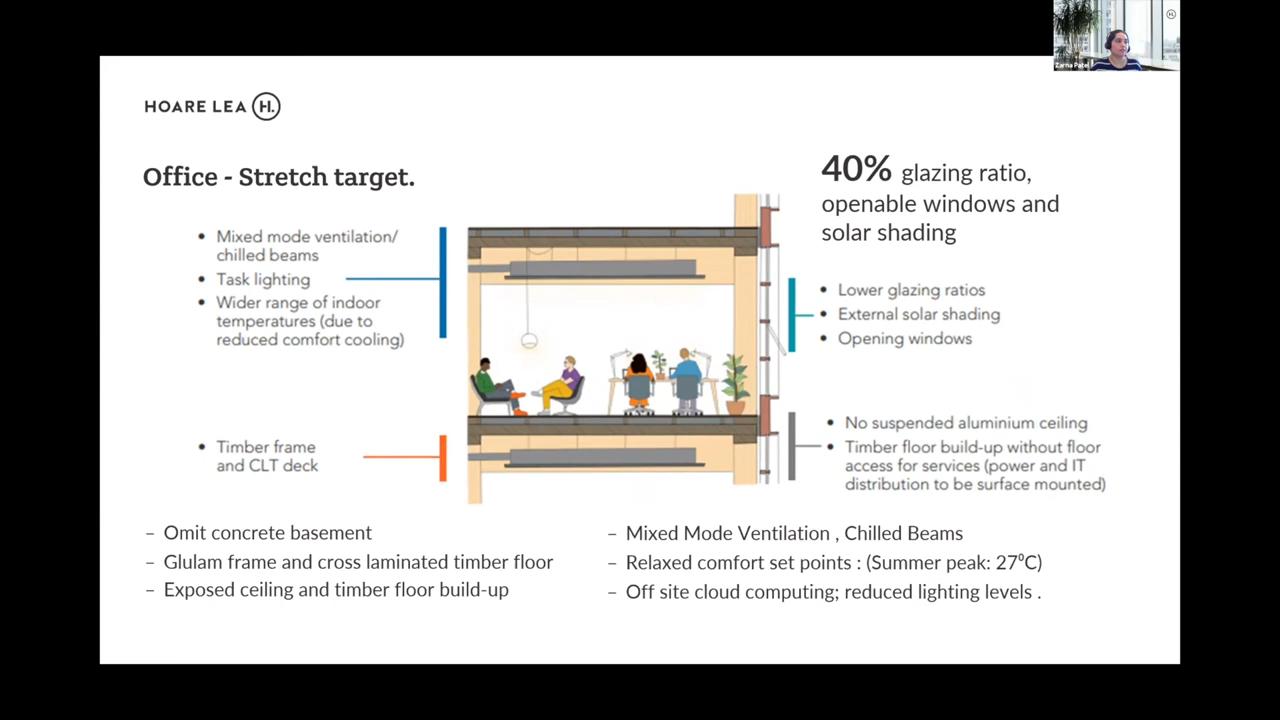 HOARE LEA H.
Zarna Patel
Office - Stretch target.
40% glazing ratio,
openable windows and
solar shading
• Mixed mode ventilation/
chilled beams
• Task lighting
• Wider range of indoor
temperatures (due to
reduced comfort cooling)
• Timber frame
and CLT deck
• Lower glazing ratios
• External solar shading
• Opening windows
• No suspended aluminium ceiling
• Timber floor build-up without floor
access for services (power and IT
distribution to be surface mounted)
– Omit concrete basement
– Glulam frame and cross laminated timber floor
– Exposed ceiling and timber floor build-up
– Mixed Mode Ventilation , Chilled Beams
– Relaxed comfort set points : (Summer peak: 27⁰C)
– Off site cloud computing; reduced lighting levels .